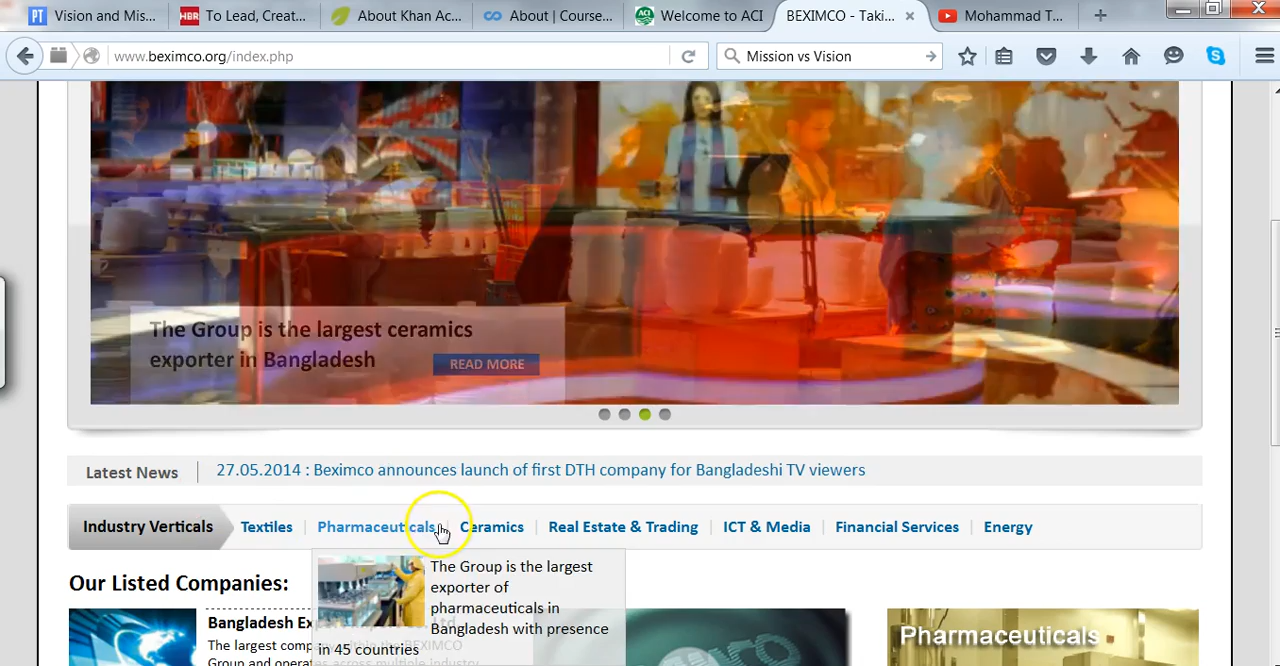 Vision and Mis...
To Lead, Creat...
About Khan Ac...
About | Course...
Welcome to ACI
BEXIMCO - Taki...
Mohammad T...
www.beximco.org/index.php
Mission vs Vision
The Group is the largest ceramics
exporter in Bangladesh
READ MORE
Latest News
27.05.2014 : Beximco announces launch of first DTH company for Bangladeshi TV viewers
Industry Verticals
Textiles
Pharmaceuticals
Ceramics
Real Estate & Trading
ICT & Media
Financial Services
Energy
The Group is the largest
exporter of
pharmaceuticals in
Bangladesh with presence
in 45 countries
Our Listed Companies:
Bangladesh
The largest
Group and
Pharmaceuticals